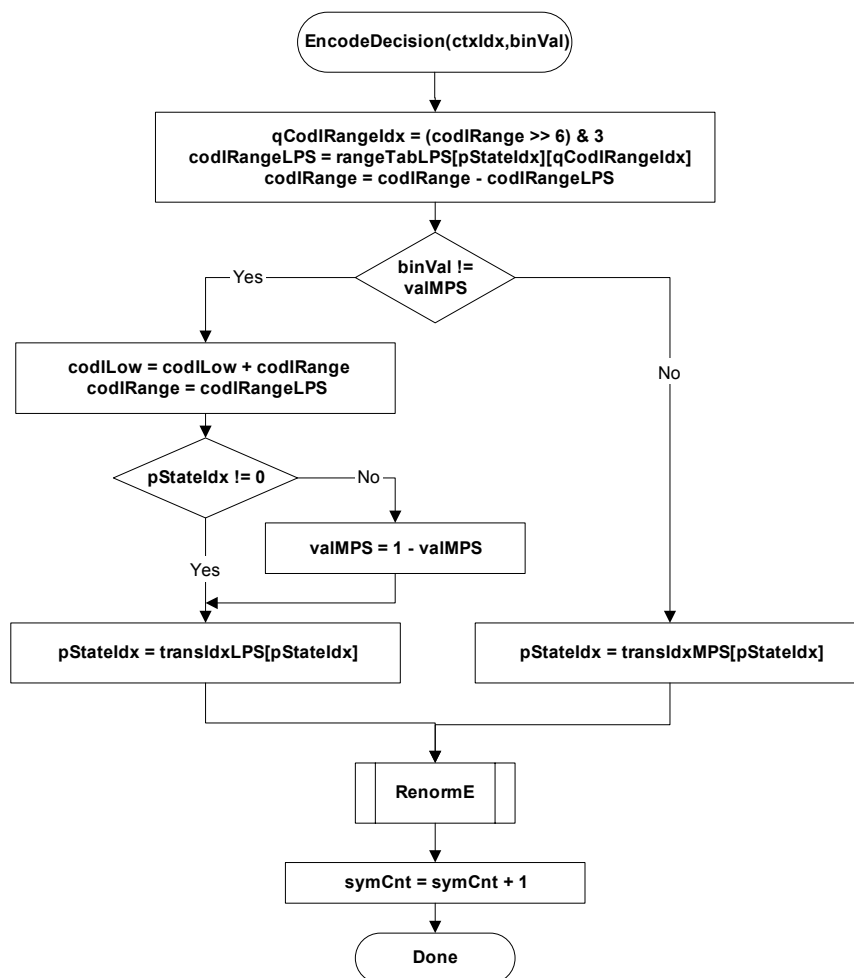 EncodeDecision(ctxIdx,binVal)
qCodIRangeIdx = (codIRange >> 6) & 3
codIRangeLPS = rangeTabLPS[pStateIdx][qCodIRangeIdx]
codIRange = codIRange - codIRangeLPS
binVal !=
valMPS
Yes
No
codILow = codILow + codIRange
codIRange = codIRangeLPS
pStateIdx != 0
No
valMPS = 1 - valMPS
Yes
pStateIdx = transIdxLPS[pStateIdx]
pStateIdx = transIdxMPS[pStateIdx]
RenormE
symCnt = symCnt + 1
Done